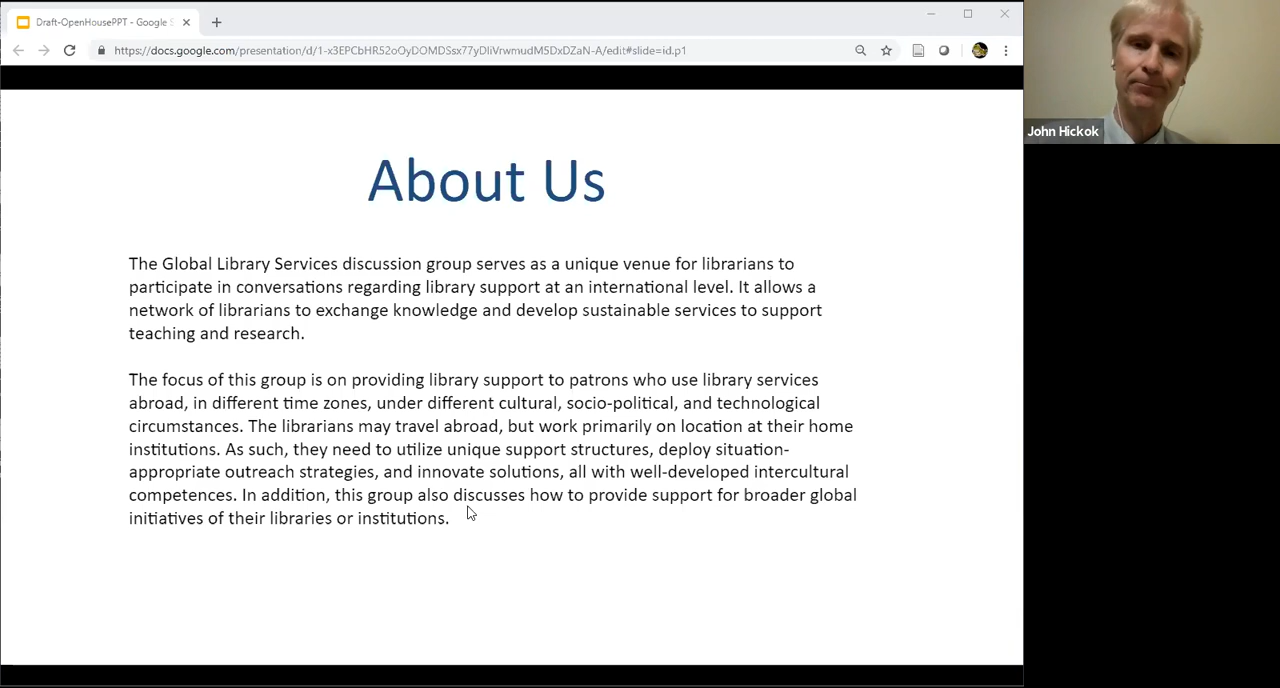 Draft-OpenHousePPT - Google S
https://docs.google.com/presentation/d/1-x3EPCbHR52oOyDOMDSsx77yDIiVrwmudM5DxDZaN-A/edit#slide=id.p1
John Hickok
About Us
The Global Library Services discussion group serves as a unique venue for librarians to
participate in conversations regarding library support at an international level. It allows a
network of librarians to exchange knowledge and develop sustainable services to support
teaching and research.
The focus of this group is on providing library support to patrons who use library services
abroad, in different time zones, under different cultural, socio-political, and technological
circumstances. The librarians may travel abroad, but work primarily on location at their home
institutions. As such, they need to utilize unique support structures, deploy situation-
appropriate outreach strategies, and innovate solutions, all with well-developed intercultural
competences. In addition, this group also discusses how to provide support for broader global
initiatives of their libraries or institutions.